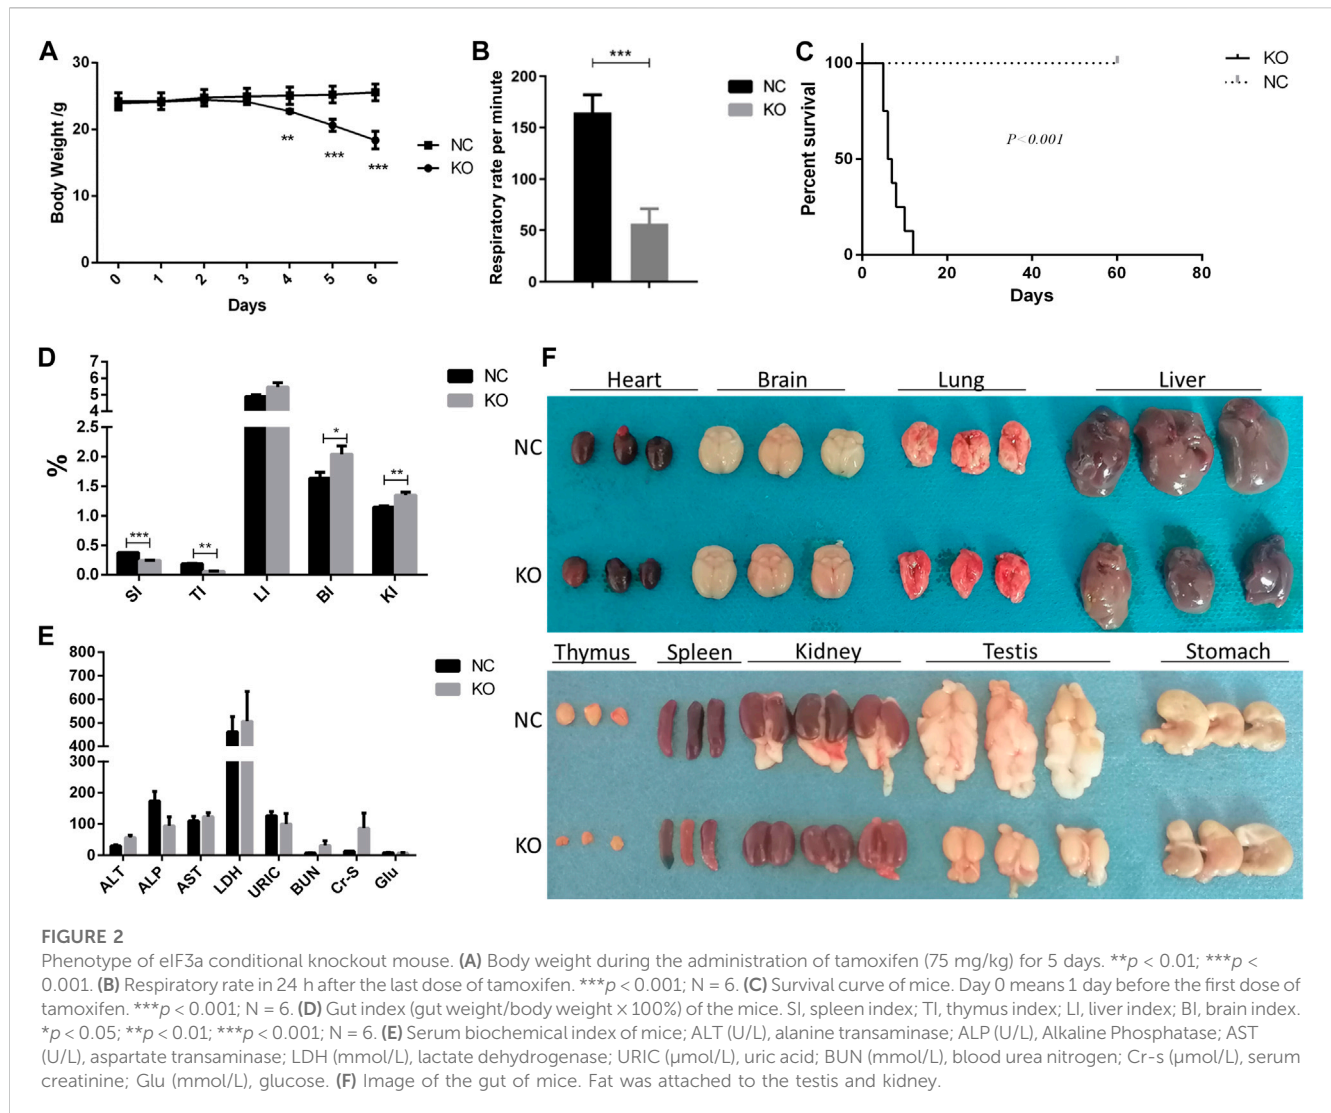 A
Body Weight /g
30
20
10
0
0 1 2 3 4 5 6
Days
**
***
***
NC
KO
B
Respiratory rate per minute
200
150
100
50
0
***
NC
KO
C
Percent survival
100
50
0
0 20 40 60 80
Days
P<0.001
KO
NC
D
%
7
6
5
4
2.5
2.0
1.5
1.0
0.5
0.0
*** ** * **
SI TI LI BI KI
NC
KO
E
800
700
600
500
400
300
200
100
0
ALT ALP AST LDH URIC BUN Cr-S Glu
NC
KO
F
Heart Brain Lung Liver
NC
KO
Thymus Spleen Kidney Testis Stomach
NC
KO
FIGURE 2
Phenotype of eIF3a conditional knockout mouse. (A) Body weight during the administration of tamoxifen (75 mg/kg) for 5 days. **p < 0.01; ***p <
0.001. (B) Respiratory rate in 24 h after the last dose of tamoxifen. ***p < 0.001; N = 6. (C) Survival curve of mice. Day 0 means 1 day before the first dose of
tamoxifen. ***p < 0.001; N = 6. (D) Gut index (gut weight/body weight × 100%) of the mice. SI, spleen index; TI, thymus index; LI, liver index; BI, brain index.
*p < 0.05; **p < 0.01; ***p < 0.001; N = 6. (E) Serum biochemical index of mice; ALT (U/L), alanine transaminase; ALP (U/L), Alkaline Phosphatase; AST
(U/L), aspartate transaminase; LDH (mmol/L), lactate dehydrogenase; URIC (μmol/L), uric acid; BUN (mmol/L), blood urea nitrogen; Cr-s (μmol/L), serum
creatinine; Glu (mmol/L), glucose. (F) Image of the gut of mice. Fat was attached to the testis and kidney.